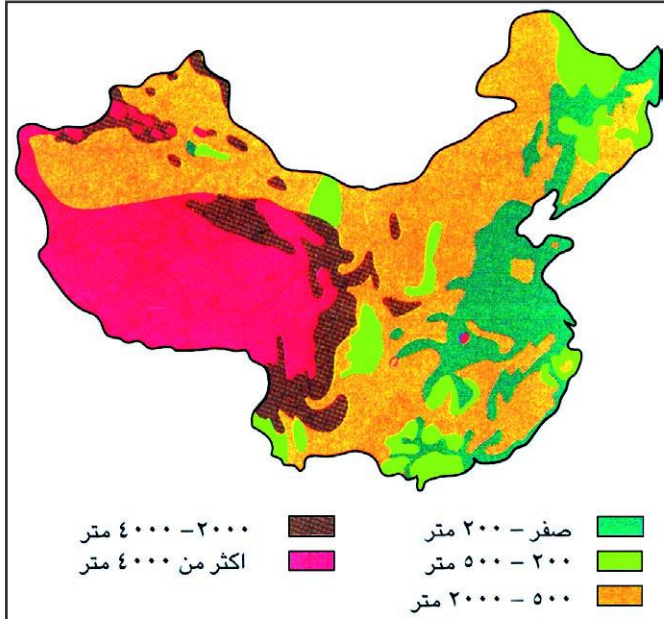 صفر – ٢٠٠ متر
٢٠٠ – ٥٠٠ متر
٥٠٠ – ٢٠٠٠ متر
٢٠٠٠ – ٤٠٠٠ متر
اكثر من ٤٠٠٠ متر